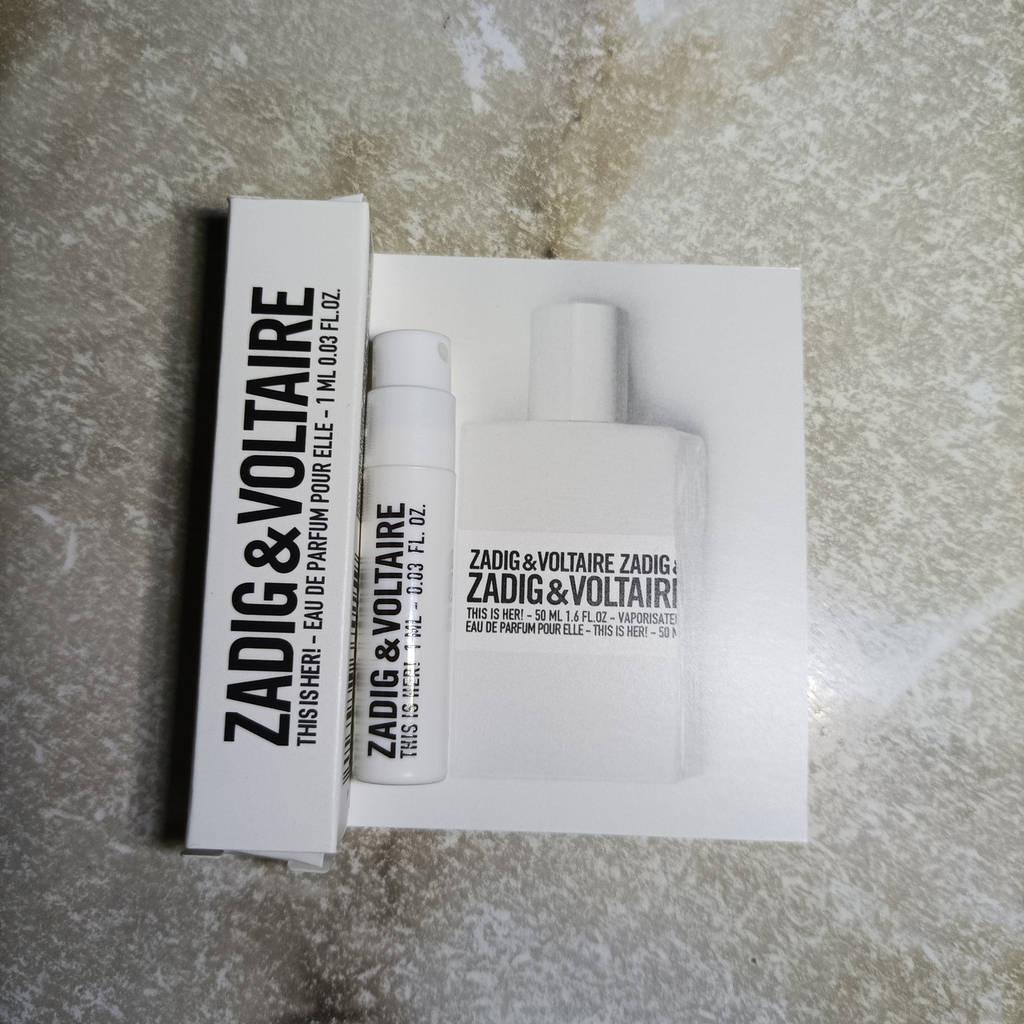 ZADIG&VOLTAIRE
THIS IS HER! – EAU DE PARFUM POUR ELLE – 1 ML 0.03 FL.OZ.
ZADIG & VOLTAIRE
THIS IS HER! 1 ML – 0.03 FL. OZ.
ZADIG&VOLTAIRE ZADIG&
ZADIG&VOLTAIRE
THIS IS HER! – 50 ML 1.6 FL.OZ – VAPORISATE
EAU DE PARFUM POUR ELLE – THIS IS HER! – 50 M